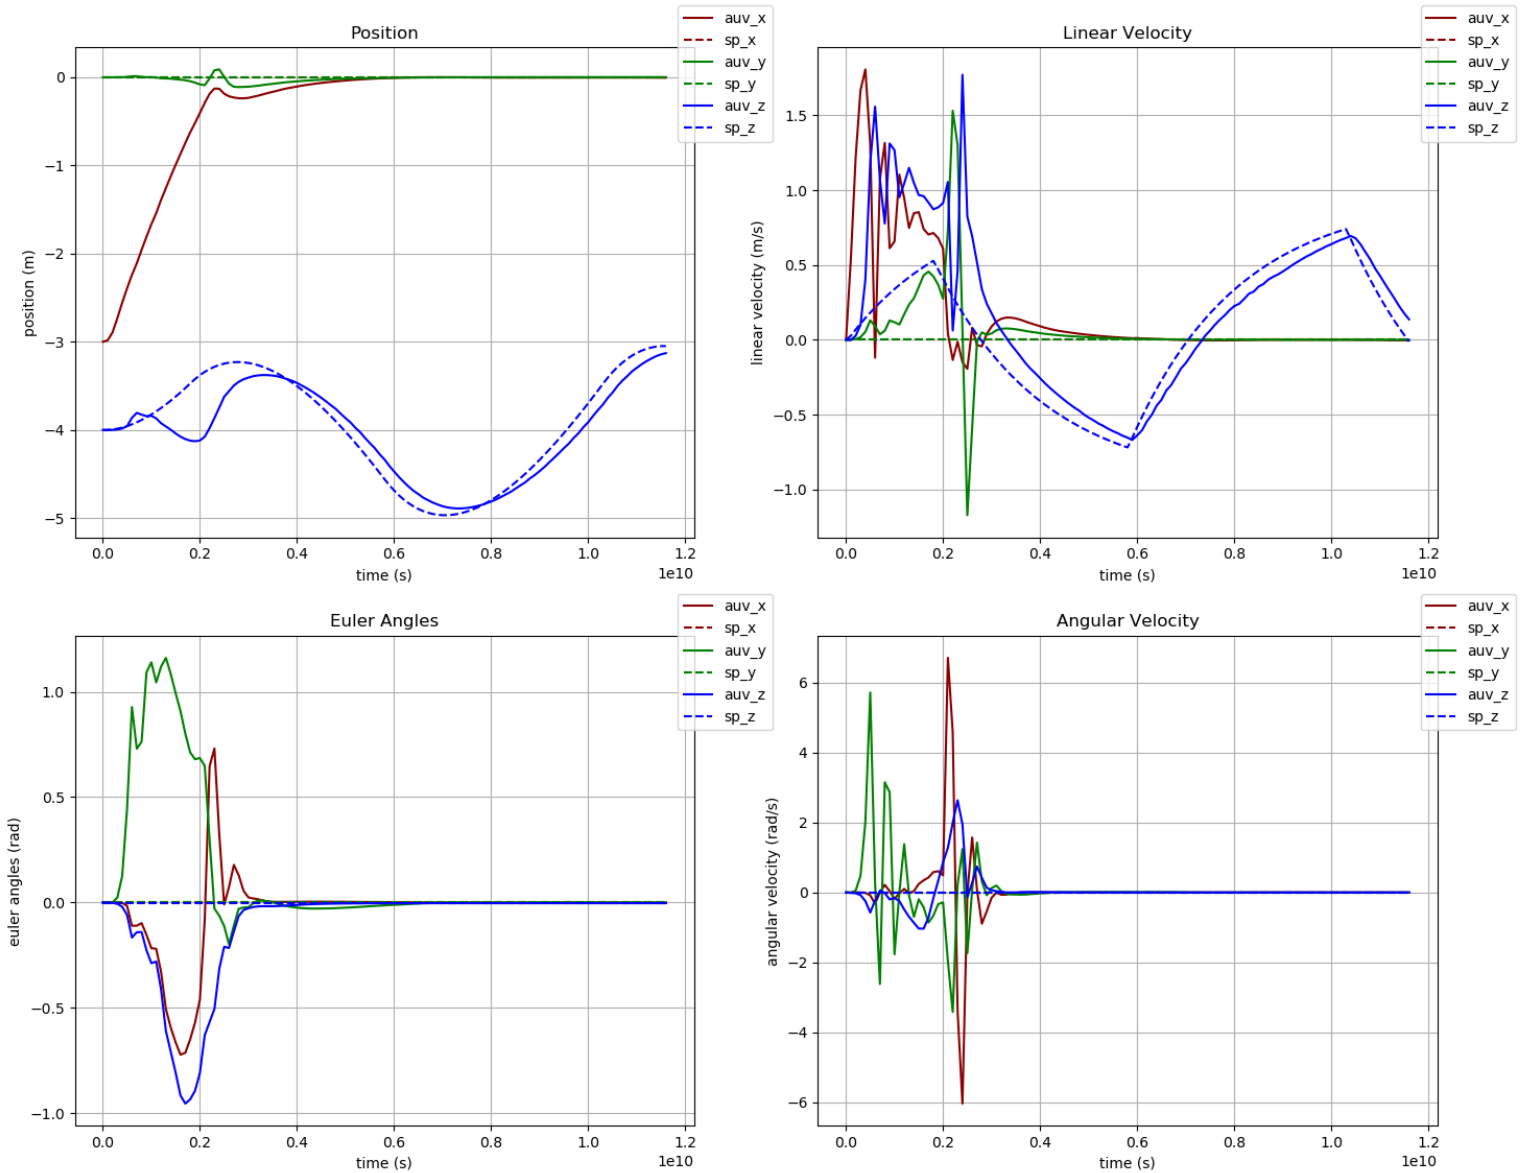 Position
auv_x
sp_x
auv_y
sp_y
auv_z
sp_z
position (m)
0
−1
−2
−3
−4
−5
0.0 0.2 0.4 0.6 0.8 1.0 1.2
1e10
time (s)
Linear Velocity
auv_x
sp_x
auv_y
sp_y
auv_z
sp_z
linear velocity (m/s)
1.5
1.0
0.5
0.0
−0.5
−1.0
0.0 0.2 0.4 0.6 0.8 1.0 1.2
1e10
time (s)
Euler Angles
auv_x
sp_x
auv_y
sp_y
auv_z
sp_z
euler angles (rad)
1.0
0.5
0.0
−0.5
−1.0
0.0 0.2 0.4 0.6 0.8 1.0 1.2
1e10
time (s)
Angular Velocity
auv_x
sp_x
auv_y
sp_y
auv_z
sp_z
angular velocity (rad/s)
6
4
2
0
−2
−4
−6
0.0 0.2 0.4 0.6 0.8 1.0 1.2
1e10
time (s)